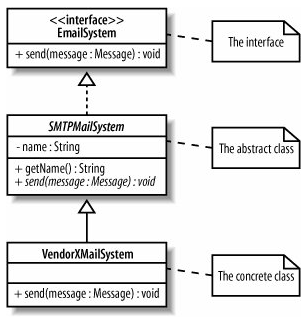 <<interface>>
EmailSystem
+ send(message : Message) : void
The interface
SMTPMailSystem
- name : String
+ getName() : String
+ send(message : Message) : void
The abstract class
VendorXMailSystem
+ send(message : Message) : void
The concrete class